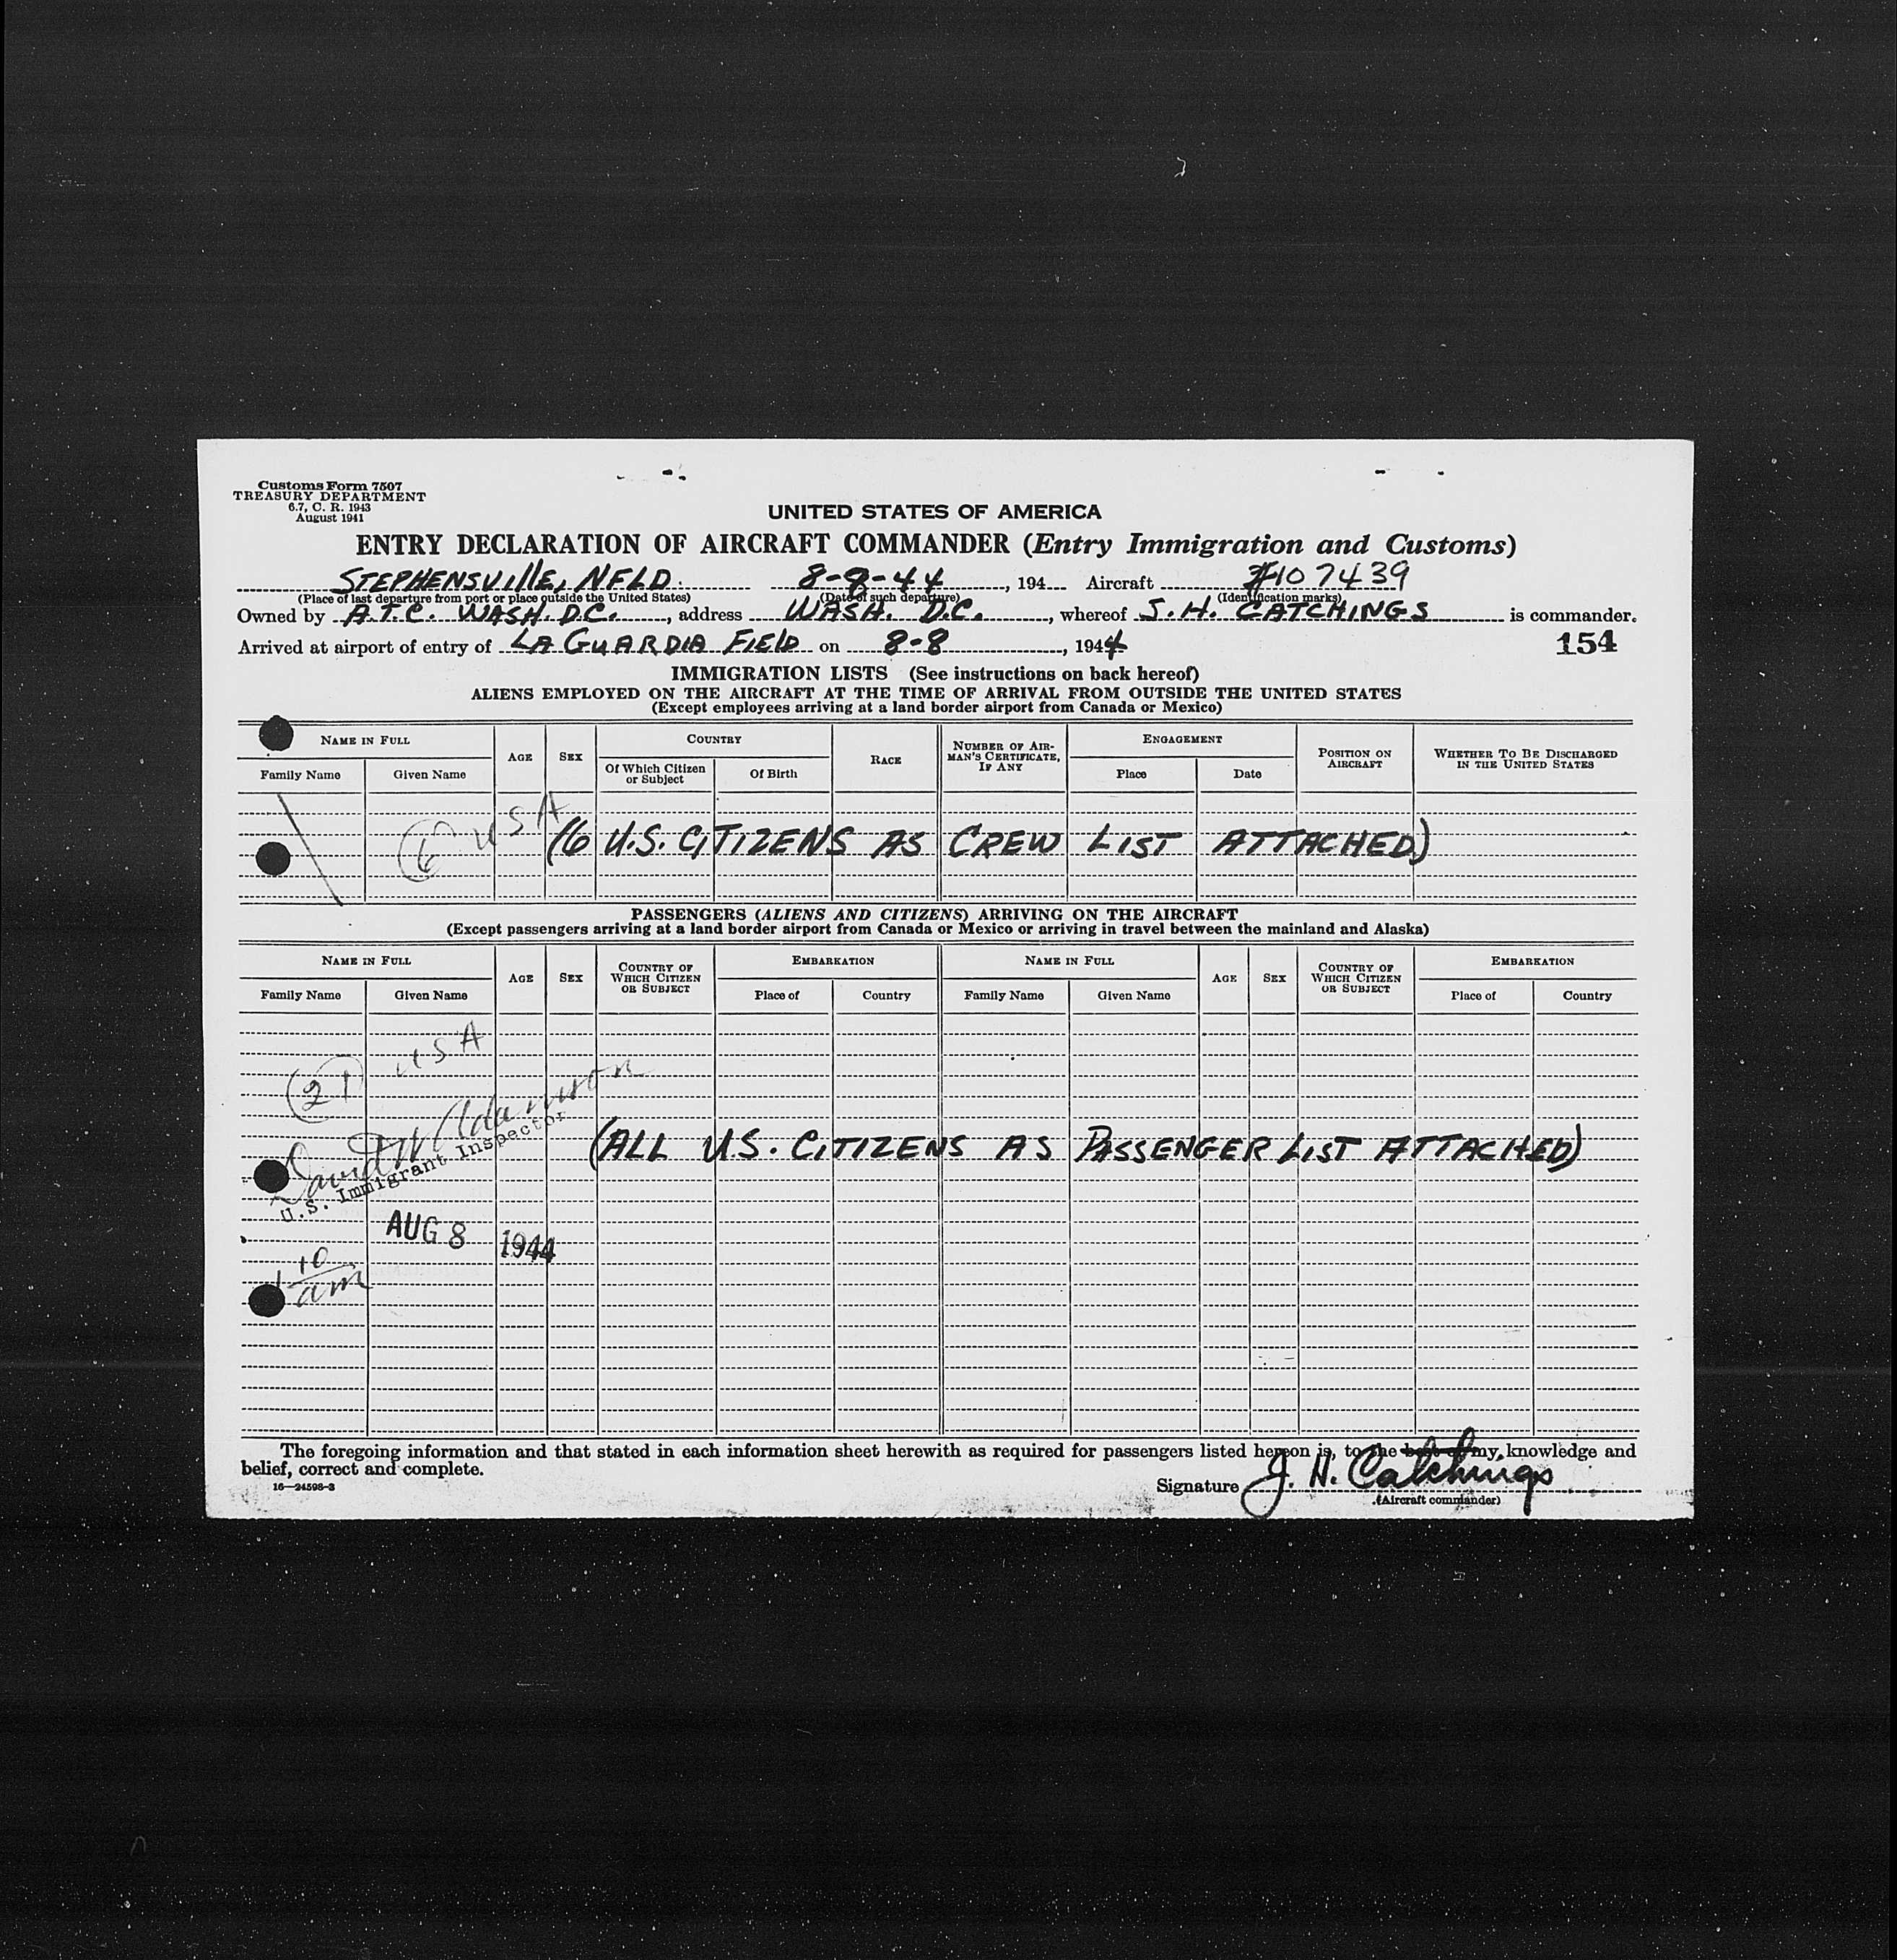 Customs Form 7507
TREASURY DEPARTMENT
6.7, C. R. 1943
August 1941
UNITED STATES OF AMERICA
ENTRY DECLARATION OF AIRCRAFT COMMANDER (Entry Immigration and Customs)
STEPHENSVILLE, NFLD. 8-8-44, 194 Aircraft #107439
(Place of last departure from port or place outside the United States) (Date of such departure) (Identification marks)
Owned by A.T.C. WASH. D.C., address WASH. D.C., whereof J. H. CATCHINGS is commander.
Arrived at airport of entry of LA GUARDIA FIELD on 8-8, 1944
154
IMMIGRATION LISTS (See instructions on back hereof)
ALIENS EMPLOYED ON THE AIRCRAFT AT THE TIME OF ARRIVAL FROM OUTSIDE THE UNITED STATES
(Except employees arriving at a land border airport from Canada or Mexico)
NAME IN FULL AGE SEX COUNTRY RACE NUMBER OF AIRMAN'S CERTIFICATE, IF ANY ENGAGEMENT POSITION ON AIRCRAFT WHETHER TO BE DISCHARGED IN THE UNITED STATES
Family Name Given Name Of Which Citizen or Subject Of Birth Place Date
6 USA
(6 U.S. CITIZENS AS CREW LIST ATTACHED)
PASSENGERS (ALIENS AND CITIZENS) ARRIVING ON THE AIRCRAFT
(Except passengers arriving at a land border airport from Canada or Mexico or arriving in travel between the mainland and Alaska)
NAME IN FULL AGE SEX COUNTRY OF WHICH CITIZEN OR SUBJECT EMBARKATION NAME IN FULL AGE SEX COUNTRY OF WHICH CITIZEN OR SUBJECT EMBARKATION
Family Name Given Name Place of Country Family Name Given Name Place of Country
21 USA
David W Adamson
U.S. Immigrant Inspector
(ALL U.S. CITIZENS AS PASSENGER LIST ATTACHED)
AUG 8 1944
1 10
am
The foregoing information and that stated in each information sheet herewith as required for passengers listed hereon is, to the best of my knowledge and
belief, correct and complete.
16—24598-3
Signature J. H. Catchings
(Aircraft commander)